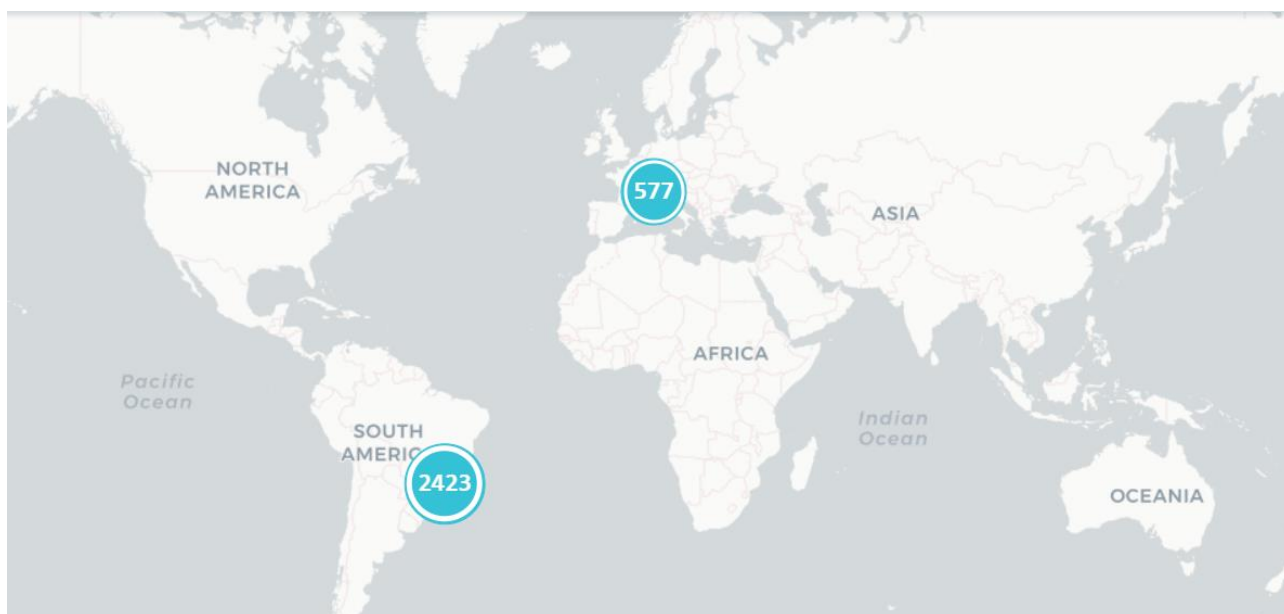 NORTH
AMERICA
577
ASIA
AFRICA
Pacific
Ocean
Indian
Ocean
SOUTH
AMERIC
2423
OCEANIA